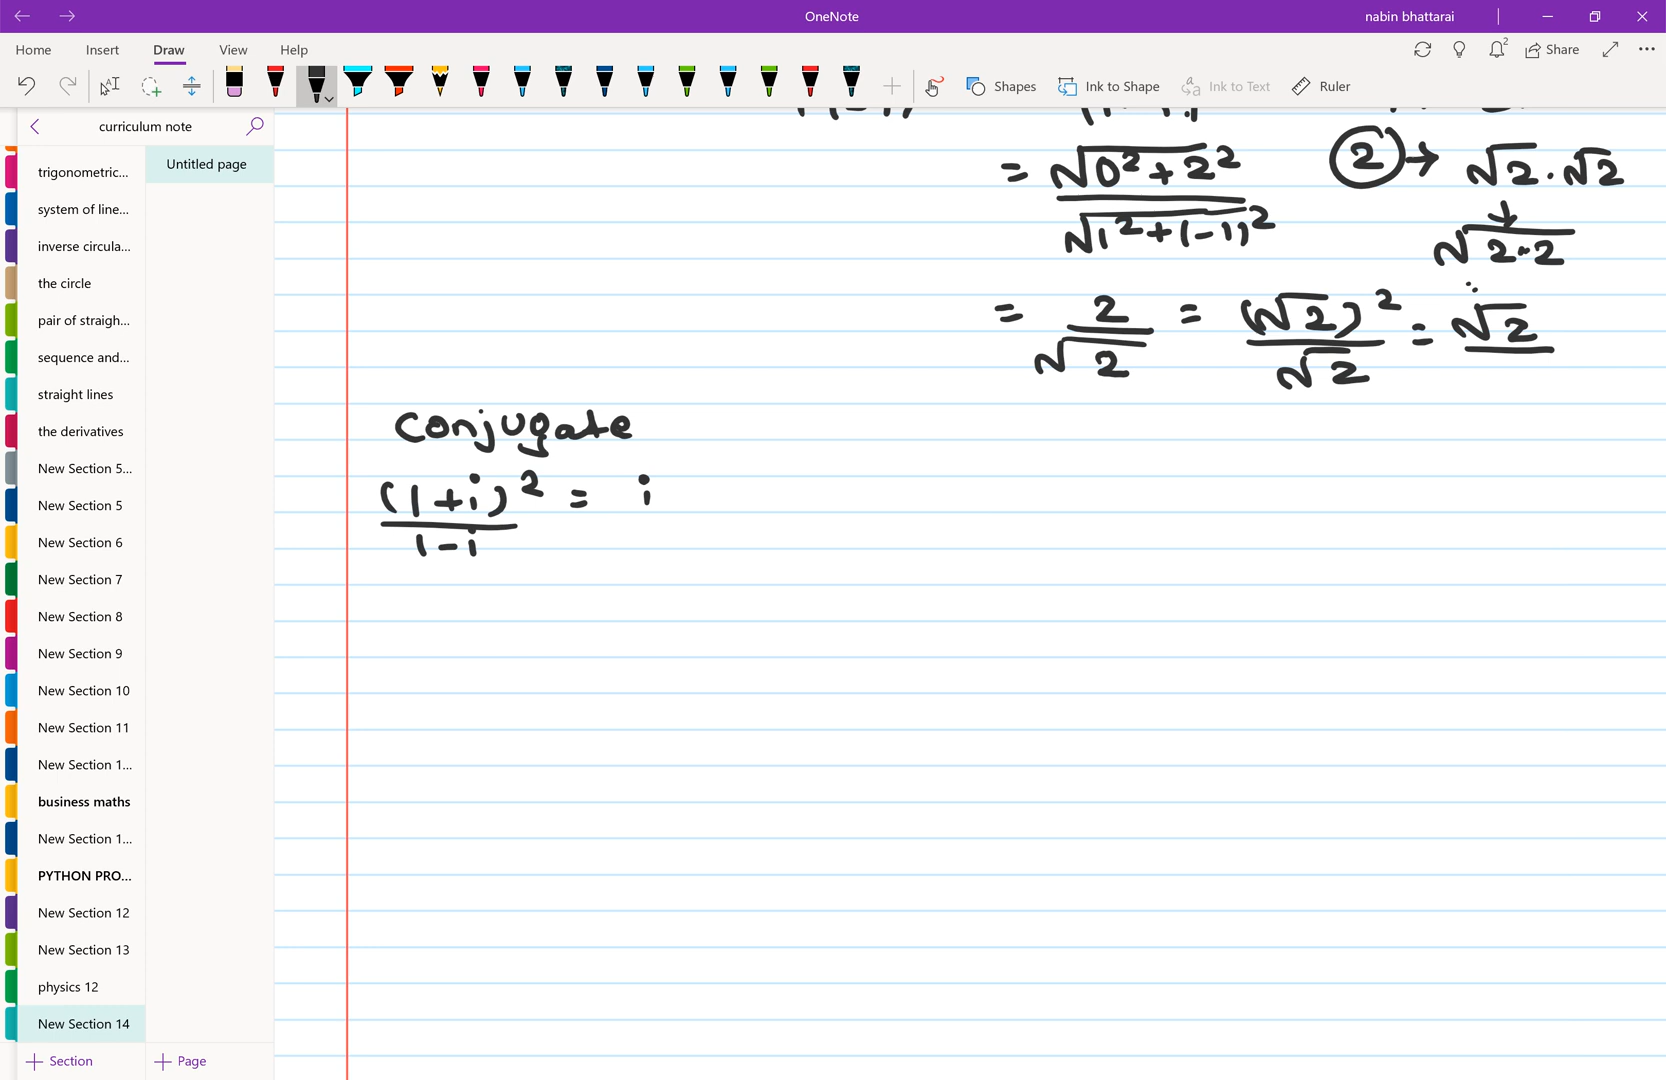 OneNote
nabin bhattarai
Home Insert Draw View Help
2 Share
Shapes Ink to Shape Ink to Text Ruler
curriculum note
Untitled page
trigonometric...
system of line...
inverse circula...
the circle
pair of straigh...
sequence and...
straight lines
the derivatives
New Section 5...
New Section 5
New Section 6
New Section 7
New Section 8
New Section 9
New Section 10
New Section 11
New Section 1...
business maths
New Section 1...
PYTHON PRO...
New Section 12
New Section 13
physics 12
New Section 14
+ Section
+ Page
= √(0²+2²) / √(1²+(-1)²
② → √2 . √2
↓
√2·2
= 2/√2 = (√2)²/√2 = √2
conjugate
(1+i)²/1-i = i